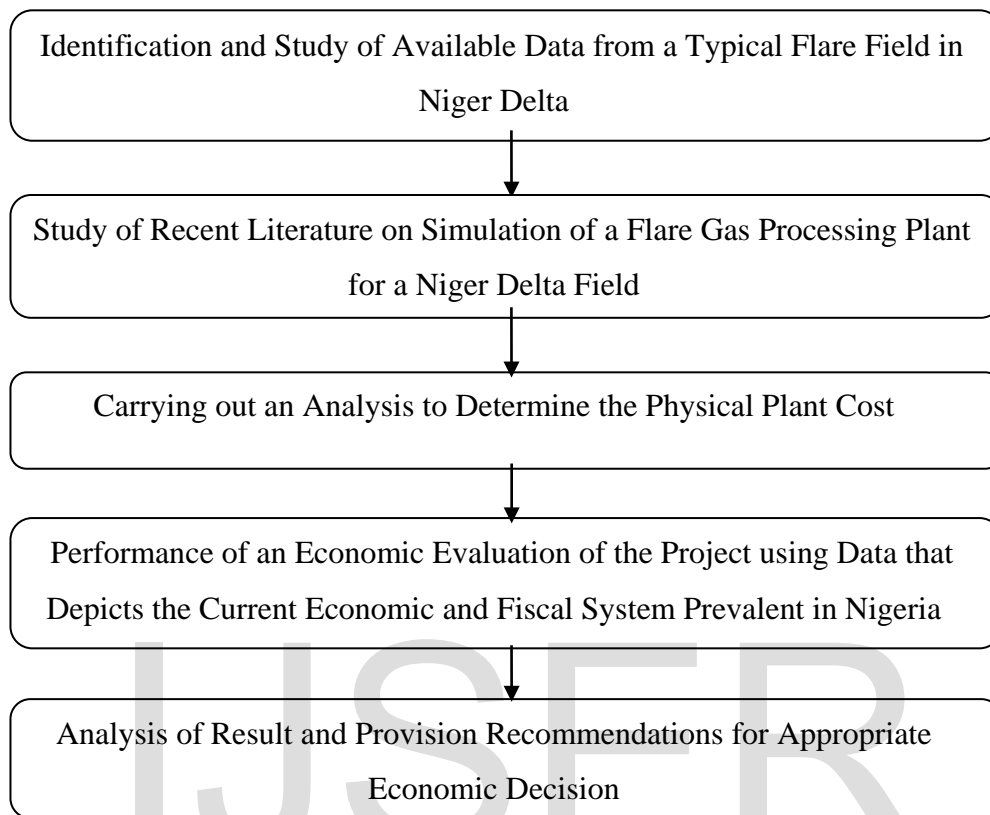 Identification and Study of Available Data from a Typical Flare Field in
Niger Delta
Study of Recent Literature on Simulation of a Flare Gas Processing Plant
for a Niger Delta Field
Carrying out an Analysis to Determine the Physical Plant Cost
Performance of an Economic Evaluation of the Project using Data that
Depicts the Current Economic and Fiscal System Prevalent in Nigeria
Analysis of Result and Provision Recommendations for Appropriate
Economic Decision
IJSER